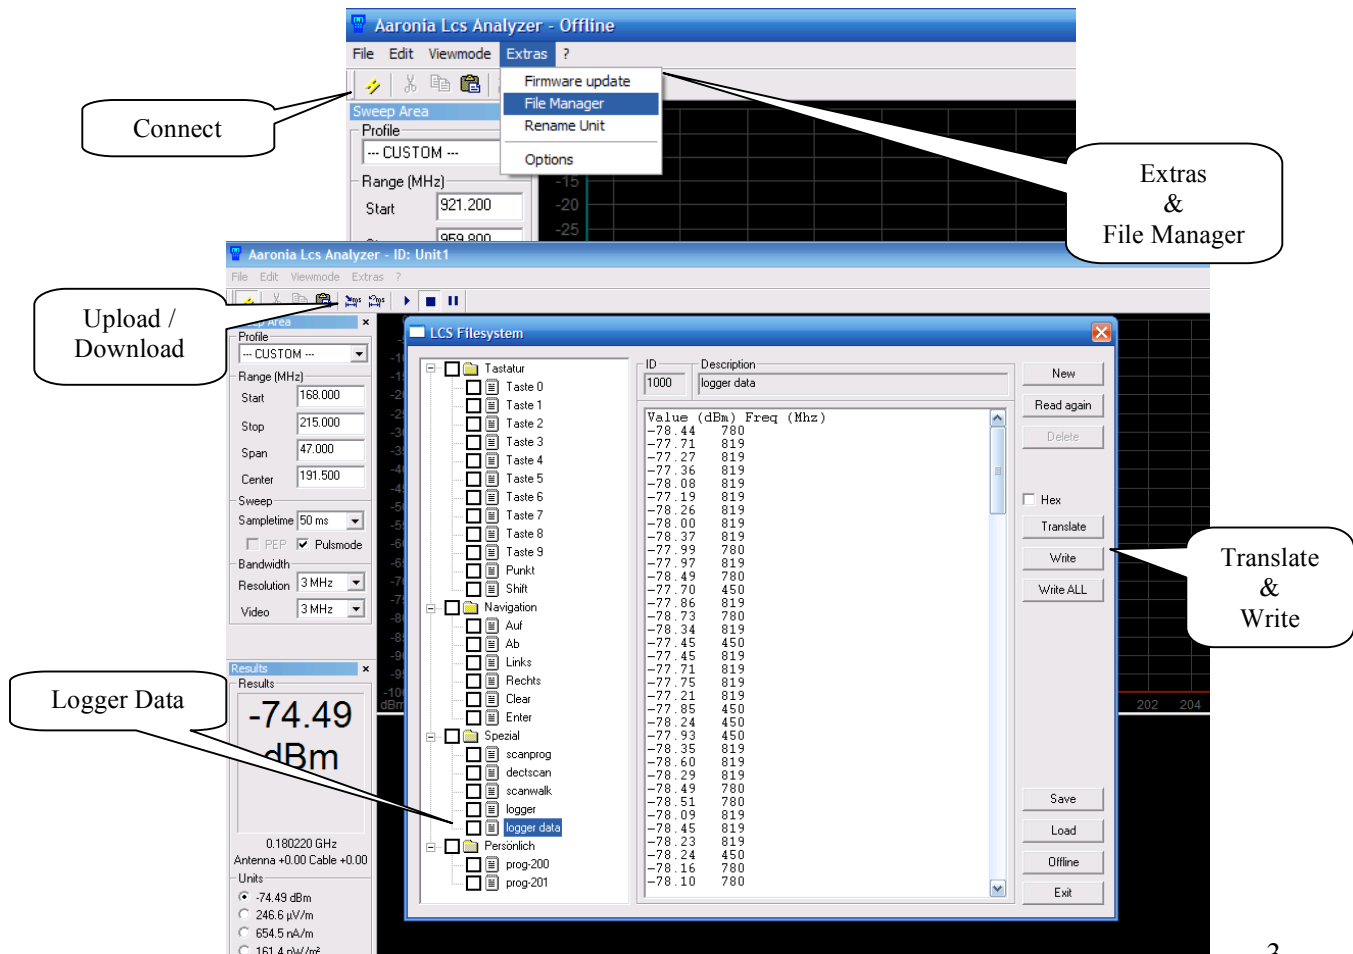 Aaronia Lcs Analyzer - Offline
File Edit Viewmode Extras ?
Firmware update
File Manager
Rename Unit
Options
Connect
Sweep Area
Profile
--- CUSTOM ---
Range (MHz)
Start 921.200
959.800
-15
-20
-25
Extras
&
File Manager
Aaronia Lcs Analyzer - ID: Unit1
File Edit Viewmode Extras ?
Upload /
Download
Profile
--- CUSTOM ---
Range (MHz)
Start 168.000
Stop 215.000
Span 47.000
Center 191.500
Sweep
Sampletime 50 ms
PEP Pulsmode
Bandwidth
Resolution 3 MHz
Video 3 MHz
Results
Results
-74.49
dBm
0.180220 GHz
Antenna +0.00 Cable +0.00
Units
-74.49 dBm
246.6 µV/m
654.5 nA/m
161.4 nW/m²
Logger Data
LCS Filesystem
Tastatur
Taste 0
Taste 1
Taste 2
Taste 3
Taste 4
Taste 5
Taste 6
Taste 7
Taste 8
Taste 9
Punkt
Shift
Navigation
Auf
Ab
Links
Rechts
Clear
Enter
Spezial
scanprog
dectscan
scanwalk
logger
logger data
Persönlich
prog-200
prog-201
ID Description
1000 logger data
Value (dBm) Freq (Mhz)
-78.44 780
-77.71 819
-77.27 819
-77.36 819
-78.08 819
-77.19 819
-78.26 819
-78.00 819
-78.37 819
-77.99 780
-77.97 819
-78.49 780
-77.70 450
-77.86 819
-78.73 780
-78.34 819
-77.45 450
-77.45 819
-77.71 819
-77.75 819
-77.21 819
-77.85 450
-78.24 450
-77.93 450
-78.35 819
-78.60 819
-78.29 819
-78.49 780
-78.51 780
-78.09 819
-78.45 819
-78.23 819
-78.24 450
-78.16 780
-78.10 780
New
Read again
Delete
Hex
Translate
Write
Write ALL
Save
Load
Offline
Exit
Translate
&
Write
202 204